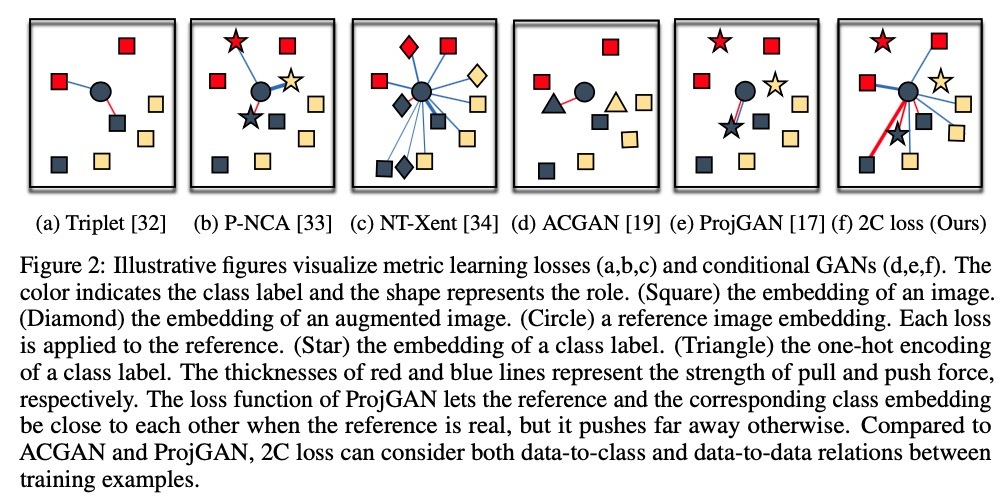 (a) Triplet [32] (b) P-NCA [33] (c) NT-Xent [34] (d) ACGAN [19] (e) ProjGAN [17] (f) 2C loss (Ours)
Figure 2: Illustrative figures visualize metric learning losses (a,b,c) and conditional GANs (d,e,f). The
color indicates the class label and the shape represents the role. (Square) the embedding of an image.
(Diamond) the embedding of an augmented image. (Circle) a reference image embedding. Each loss
is applied to the reference. (Star) the embedding of a class label. (Triangle) the one-hot encoding
of a class label. The thicknesses of red and blue lines represent the strength of pull and push force,
respectively. The loss function of ProjGAN lets the reference and the corresponding class embedding
be close to each other when the reference is real, but it pushes far away otherwise. Compared to
ACGAN and ProjGAN, 2C loss can consider both data-to-class and data-to-data relations between
training examples.